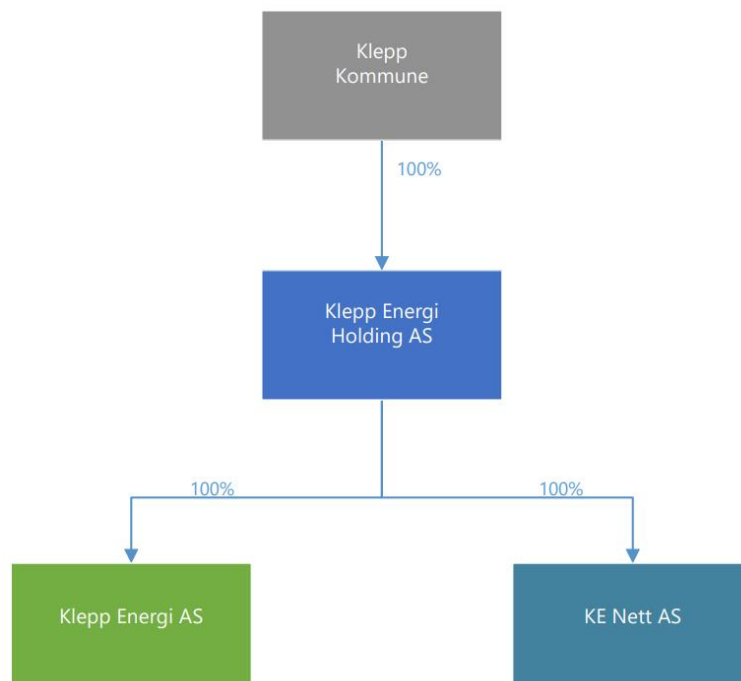 Klepp
Kommune
100%
Klepp Energi
Holding AS
100%
100%
Klepp Energi AS
KE Nett AS